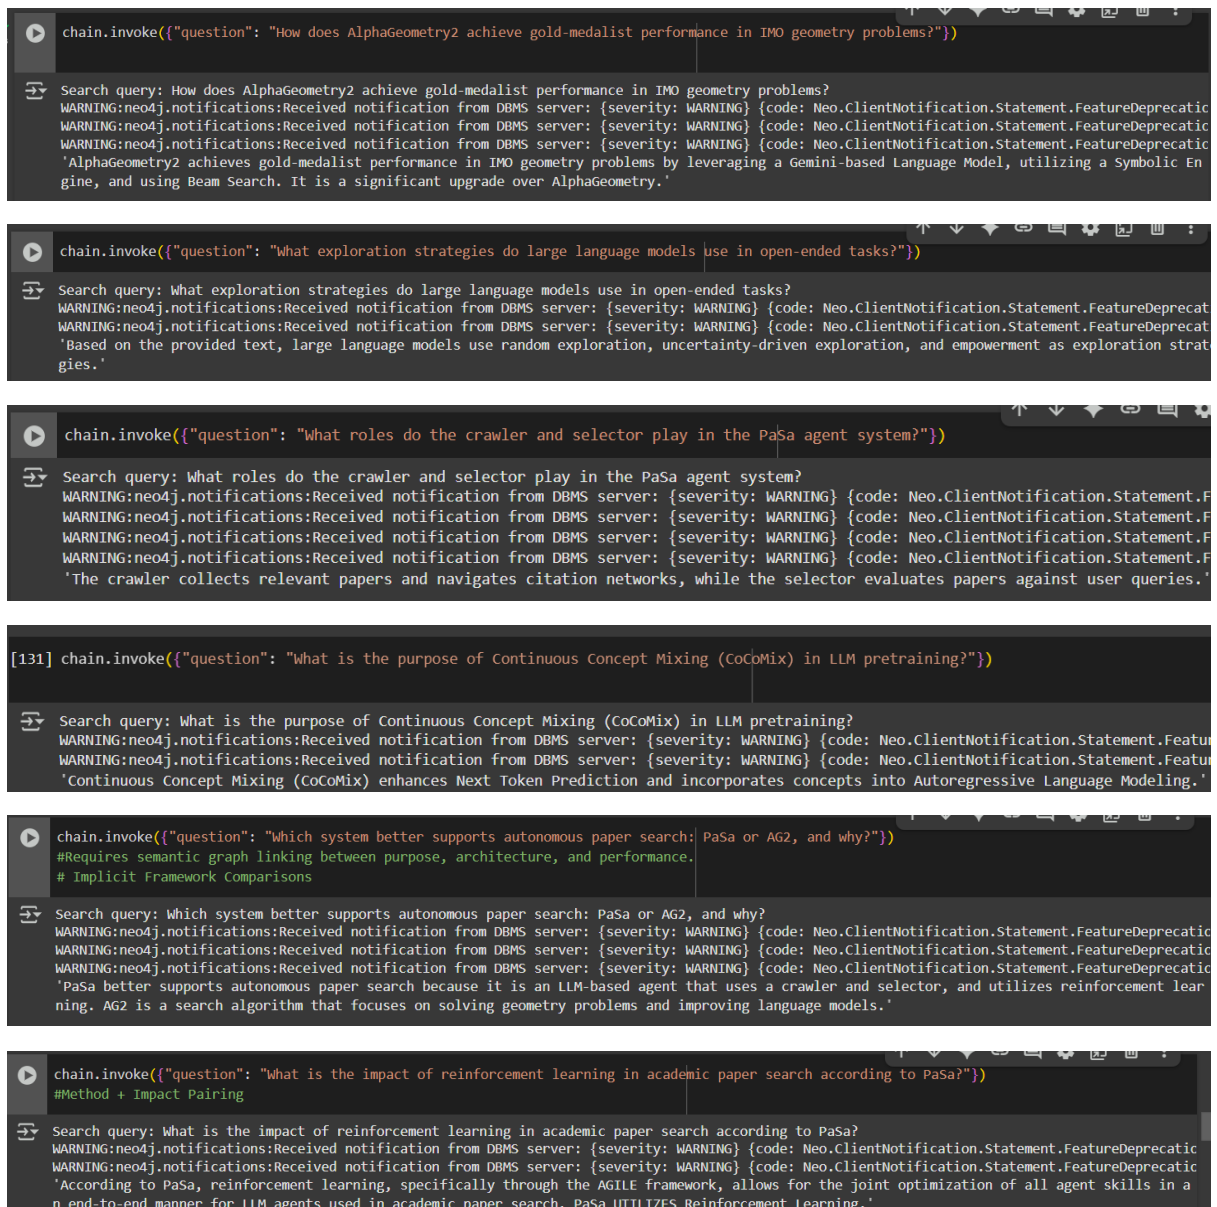 chain.invoke({"question": "How does AlphaGeometry2 achieve gold-medalist performance in IMO geometry problems?"})
Search query: How does AlphaGeometry2 achieve gold-medalist performance in IMO geometry problems?
WARNING:neo4j.notifications:Received notification from DBMS server: {severity: WARNING} {code: Neo.ClientNotification.Statement.FeatureDeprecatic
WARNING:neo4j.notifications:Received notification from DBMS server: {severity: WARNING} {code: Neo.ClientNotification.Statement.FeatureDeprecatic
WARNING:neo4j.notifications:Received notification from DBMS server: {severity: WARNING} {code: Neo.ClientNotification.Statement.FeatureDeprecatic
'AlphaGeometry2 achieves gold-medalist performance in IMO geometry problems by leveraging a Gemini-based Language Model, utilizing a Symbolic En
gine, and using Beam Search. It is a significant upgrade over AlphaGeometry.'
chain.invoke({"question": "What exploration strategies do large language models use in open-ended tasks?"})
Search query: What exploration strategies do large language models use in open-ended tasks?
WARNING:neo4j.notifications:Received notification from DBMS server: {severity: WARNING} {code: Neo.ClientNotification.Statement.FeatureDeprecat
WARNING:neo4j.notifications:Received notification from DBMS server: {severity: WARNING} {code: Neo.ClientNotification.Statement.FeatureDeprecat
'Based on the provided text, large language models use random exploration, uncertainty-driven exploration, and empowerment as exploration strat
gies.'
chain.invoke({"question": "What roles do the crawler and selector play in the PaSa agent system?"})
Search query: What roles do the crawler and selector play in the PaSa agent system?
WARNING:neo4j.notifications:Received notification from DBMS server: {severity: WARNING} {code: Neo.ClientNotification.Statement.F
WARNING:neo4j.notifications:Received notification from DBMS server: {severity: WARNING} {code: Neo.ClientNotification.Statement.F
WARNING:neo4j.notifications:Received notification from DBMS server: {severity: WARNING} {code: Neo.ClientNotification.Statement.F
WARNING:neo4j.notifications:Received notification from DBMS server: {severity: WARNING} {code: Neo.ClientNotification.Statement.F
'The crawler collects relevant papers and navigates citation networks, while the selector evaluates papers against user queries.'
[131] chain.invoke({"question": "What is the purpose of Continuous Concept Mixing (CoCoMix) in LLM pretraining?"})
Search query: What is the purpose of Continuous Concept Mixing (CoCoMix) in LLM pretraining?
WARNING:neo4j.notifications:Received notification from DBMS server: {severity: WARNING} {code: Neo.ClientNotification.Statement.Featur
WARNING:neo4j.notifications:Received notification from DBMS server: {severity: WARNING} {code: Neo.ClientNotification.Statement.Featur
'Continuous Concept Mixing (CoCoMix) enhances Next Token Prediction and incorporates concepts into Autoregressive Language Modeling.'
chain.invoke({"question": "Which system better supports autonomous paper search: PaSa or AG2, and why?"})
#Requires semantic graph linking between purpose, architecture, and performance.
# Implicit Framework Comparisons
Search query: Which system better supports autonomous paper search: PaSa or AG2, and why?
WARNING:neo4j.notifications:Received notification from DBMS server: {severity: WARNING} {code: Neo.ClientNotification.Statement.FeatureDeprecatic
WARNING:neo4j.notifications:Received notification from DBMS server: {severity: WARNING} {code: Neo.ClientNotification.Statement.FeatureDeprecatic
WARNING:neo4j.notifications:Received notification from DBMS server: {severity: WARNING} {code: Neo.ClientNotification.Statement.FeatureDeprecatic
'PaSa better supports autonomous paper search because it is an LLM-based agent that uses a crawler and selector, and utilizes reinforcement lear
ning. AG2 is a search algorithm that focuses on solving geometry problems and improving language models.'
chain.invoke({"question": "What is the impact of reinforcement learning in academic paper search according to PaSa?"})
#Method + Impact Pairing
Search query: What is the impact of reinforcement learning in academic paper search according to PaSa?
WARNING:neo4j.notifications:Received notification from DBMS server: {severity: WARNING} {code: Neo.ClientNotification.Statement.FeatureDeprecatic
WARNING:neo4j.notifications:Received notification from DBMS server: {severity: WARNING} {code: Neo.ClientNotification.Statement.FeatureDeprecatic
'According to PaSa, reinforcement learning, specifically through the AGILE framework, allows for the joint optimization of all agent skills in a
n end-to-end manner for LLM agents used in academic paper search. PaSa UTILIZES Reinforcement Learning.'